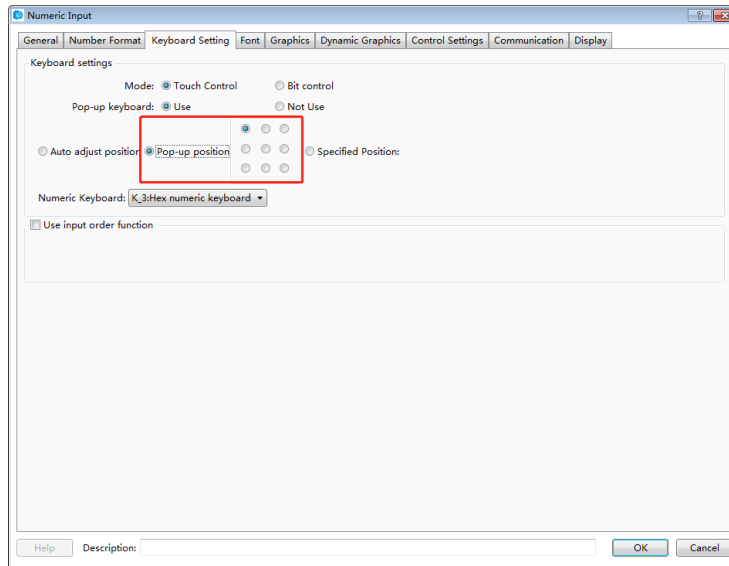 Numeric Input
General Number Format Keyboard Setting Font Graphics Dynamic Graphics Control Settings Communication Display
Keyboard settings
Mode: Touch Control Bit control
Pop-up keyboard: Use Not Use
Auto adjust position Pop-up position Specified Position:
Numeric Keyboard: K_3:Hex numeric keyboard
Use input order function
Help Description: OK Cancel